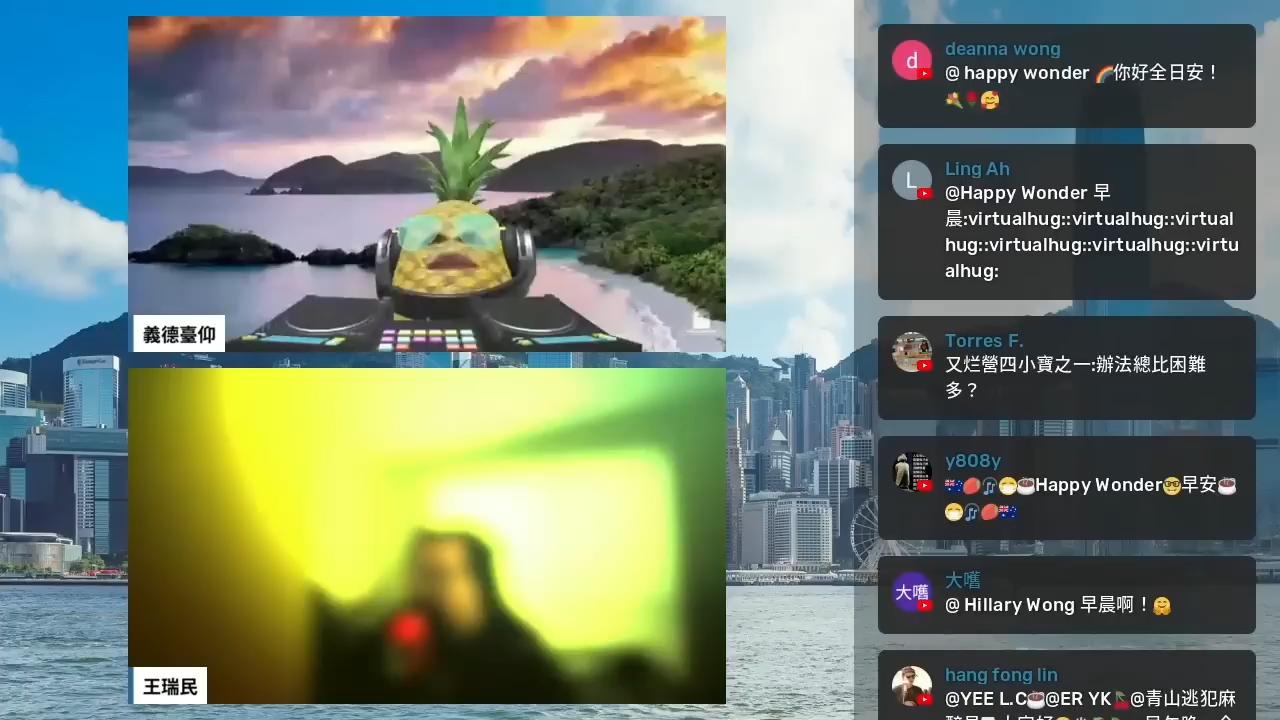 義德臺仰
王瑞民
deanna wong
@ happy wonder 🌈你好全日安！
💐🌹🥰
Ling Ah
@Happy Wonder 早
晨:virtualhug::virtualhug::virtual
hug::virtualhug::virtualhug::virtu
alhug:
Torres F.
又烂營四小寶之一:辦法總比困難
多？
y808y
Happy Wonder🤓早安
大嚿
@ Hillary Wong 早晨啊！🤗
hang fong lin
@YEE L.C☕@ER YK🍒@青山逃犯麻
d
L
大嚿